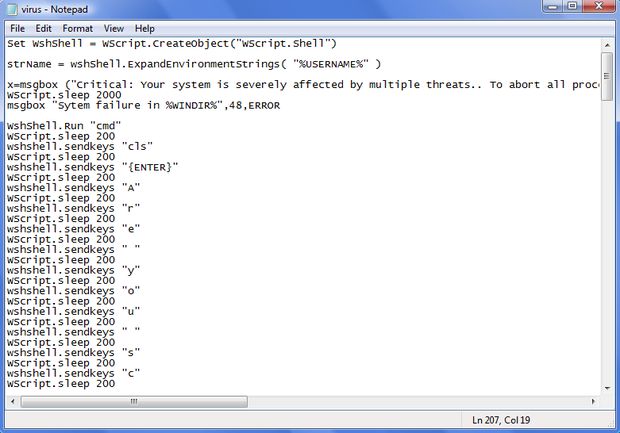 virus - Notepad
File Edit Format View Help
Set WshShell = WScript.CreateObject("WScript.Shell")
strName = wshShell.ExpandEnvironmentStrings( "%USERNAME%" )
x=msgbox ("Critical: Your system is severely affected by multiple threats.. To abort all proc
WScript.sleep 2000
msgbox "Sytem failure in %WINDIR%",48,ERROR
wshShell.Run "cmd"
WScript.sleep 200
wshshell.sendkeys "cls"
WScript.sleep 200
wshshell.sendkeys "{ENTER}"
WScript.sleep 200
wshshell.sendkeys "A"
WScript.sleep 200
wshshell.sendkeys "r"
WScript.sleep 200
wshshell.sendkeys "e"
WScript.sleep 200
wshshell.sendkeys " "
WScript.sleep 200
wshshell.sendkeys "y"
WScript.sleep 200
wshshell.sendkeys "o"
WScript.sleep 200
wshshell.sendkeys "u"
WScript.sleep 200
wshshell.sendkeys " "
WScript.sleep 200
wshshell.sendkeys "s"
WScript.sleep 200
wshshell.sendkeys "c"
WScript.sleep 200
Ln 207, Col 19